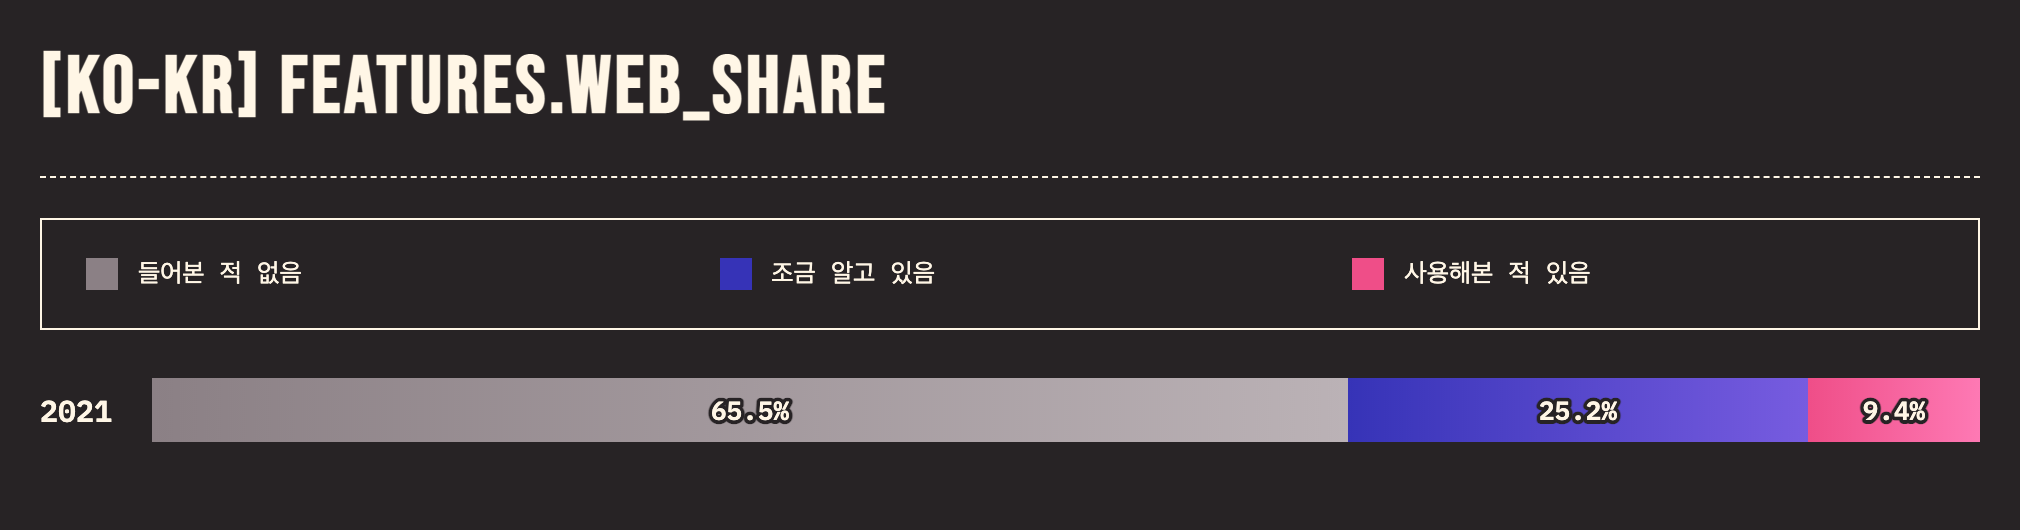 [KO-KR] FEATURES.WEB_SHARE
들어본 적 없음 조금 알고 있음 사용해본 적 있음
2021 65.5% 25.2% 9.4%